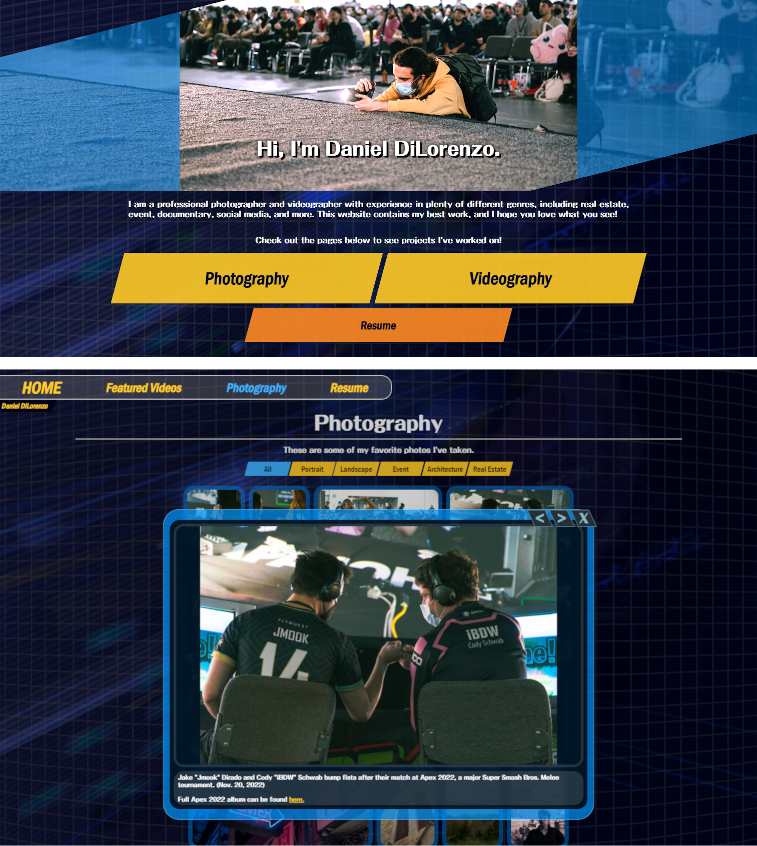 Hi, I'm Daniel DiLorenzo.
I am a professional photographer and videographer with experience in plenty of different genres, including real estate,
event, documentary, social media, and more. This website contains my best work, and I hope you love what you see!
Check out the pages below to see projects I've worked on!
Photography
Videography
Resume
HOME
Featured Videos
Photography
Resume
Daniel DiLorenzo
Photography
These are some of my favorite photos I've taken.
All
Portrait
Landscape
Event
Architecture
Real Estate
< > X
FLYQUEST
JMOOK
14
iBDW
Cody Schwab
Jake "Jmook" Dirado and Cody "iBDW" Schwab bump fists after their match at Apex 2022, a major Super Smash Bros. Melee
tournament. (Nov. 20, 2022)
Full Apex 2022 album can be found here.